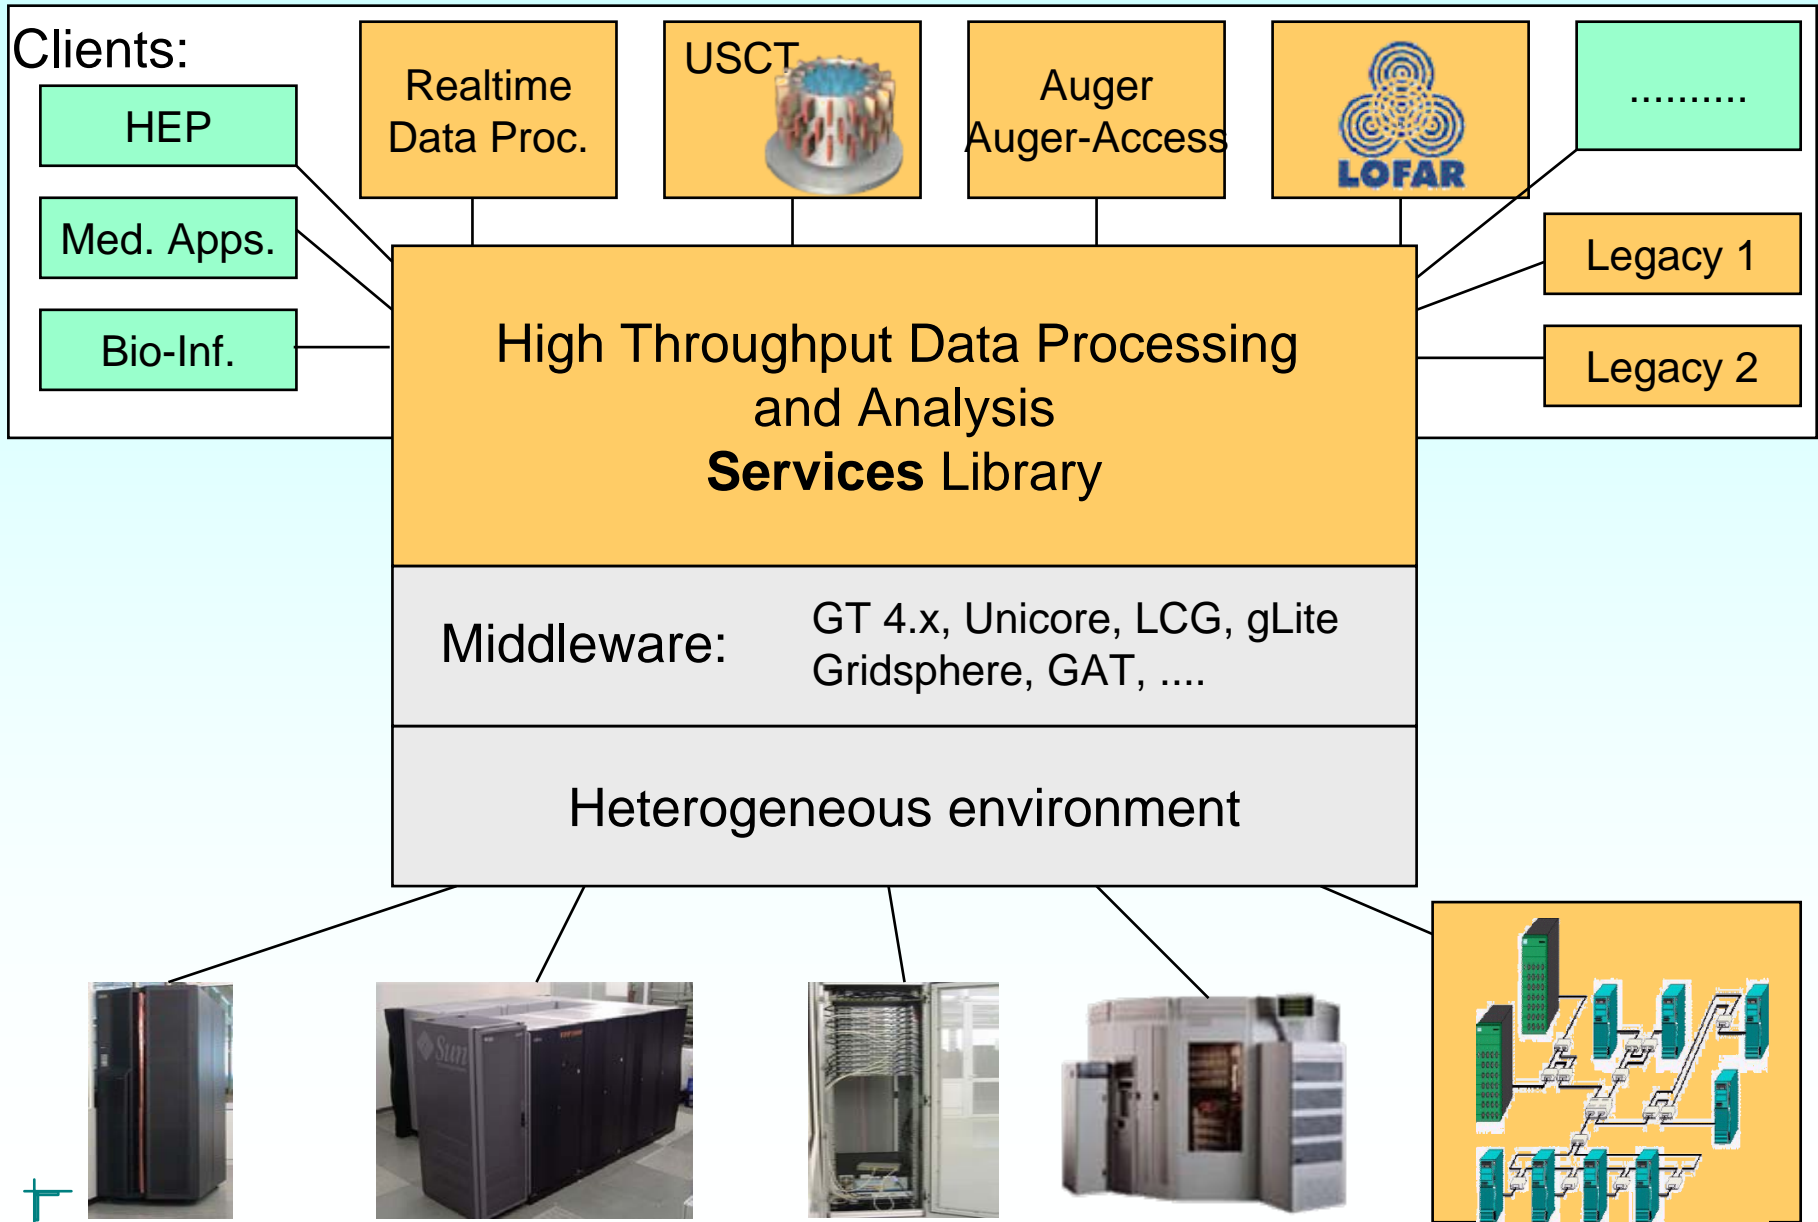 Clients:
HEP
Med. Apps.
Bio-Inf.
Realtime
Data Proc.
USCT
Auger
Auger-Access
LOFAR
..........
Legacy 1
Legacy 2
High Throughput Data Processing
and Analysis
Services Library
Middleware:
GT 4.x, Unicore, LCG, gLite
Gridsphere, GAT, ....
Heterogeneous environment
Sun